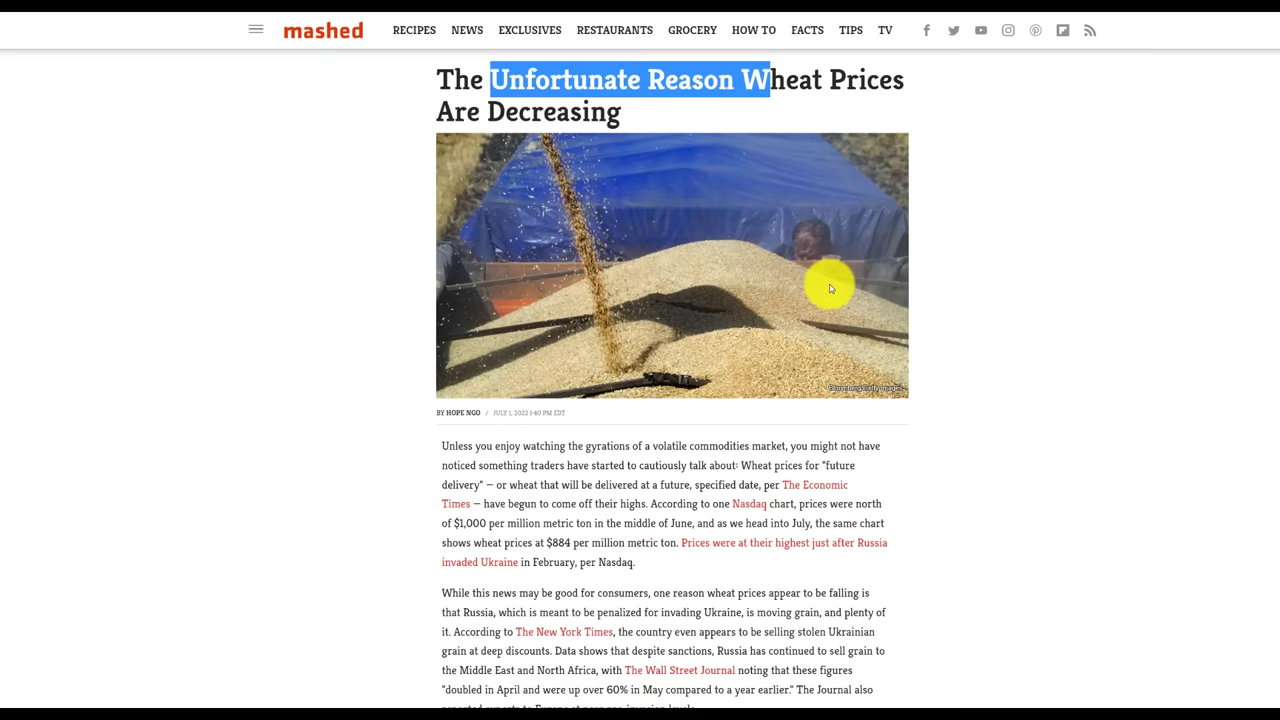 mashed RECIPES NEWS EXCLUSIVES RESTAURANTS GROCERY HOW TO FACTS TIPS TV
The Unfortunate Reason Wheat Prices
Are Decreasing
BY HOPE NGO / JULY 1, 2022 1:40 PM EDT
Unless you enjoy watching the gyrations of a volatile commodities market, you might not have
noticed something traders have started to cautiously talk about: Wheat prices for "future
delivery" — or wheat that will be delivered at a future, specified date, per The Economic
Times — have begun to come off their highs. According to one Nasdaq chart, prices were north
of $1,000 per million metric ton in the middle of June, and as we head into July, the same chart
shows wheat prices at $884 per million metric ton. Prices were at their highest just after Russia
invaded Ukraine in February, per Nasdaq.
While this news may be good for consumers, one reason wheat prices appear to be falling is
that Russia, which is meant to be penalized for invading Ukraine, is moving grain, and plenty of
it. According to The New York Times, the country even appears to be selling stolen Ukrainian
grain at deep discounts. Data shows that despite sanctions, Russia has continued to sell grain to
the Middle East and North Africa, with The Wall Street Journal noting that these figures
"doubled in April and were up over 60% in May compared to a year earlier." The Journal also